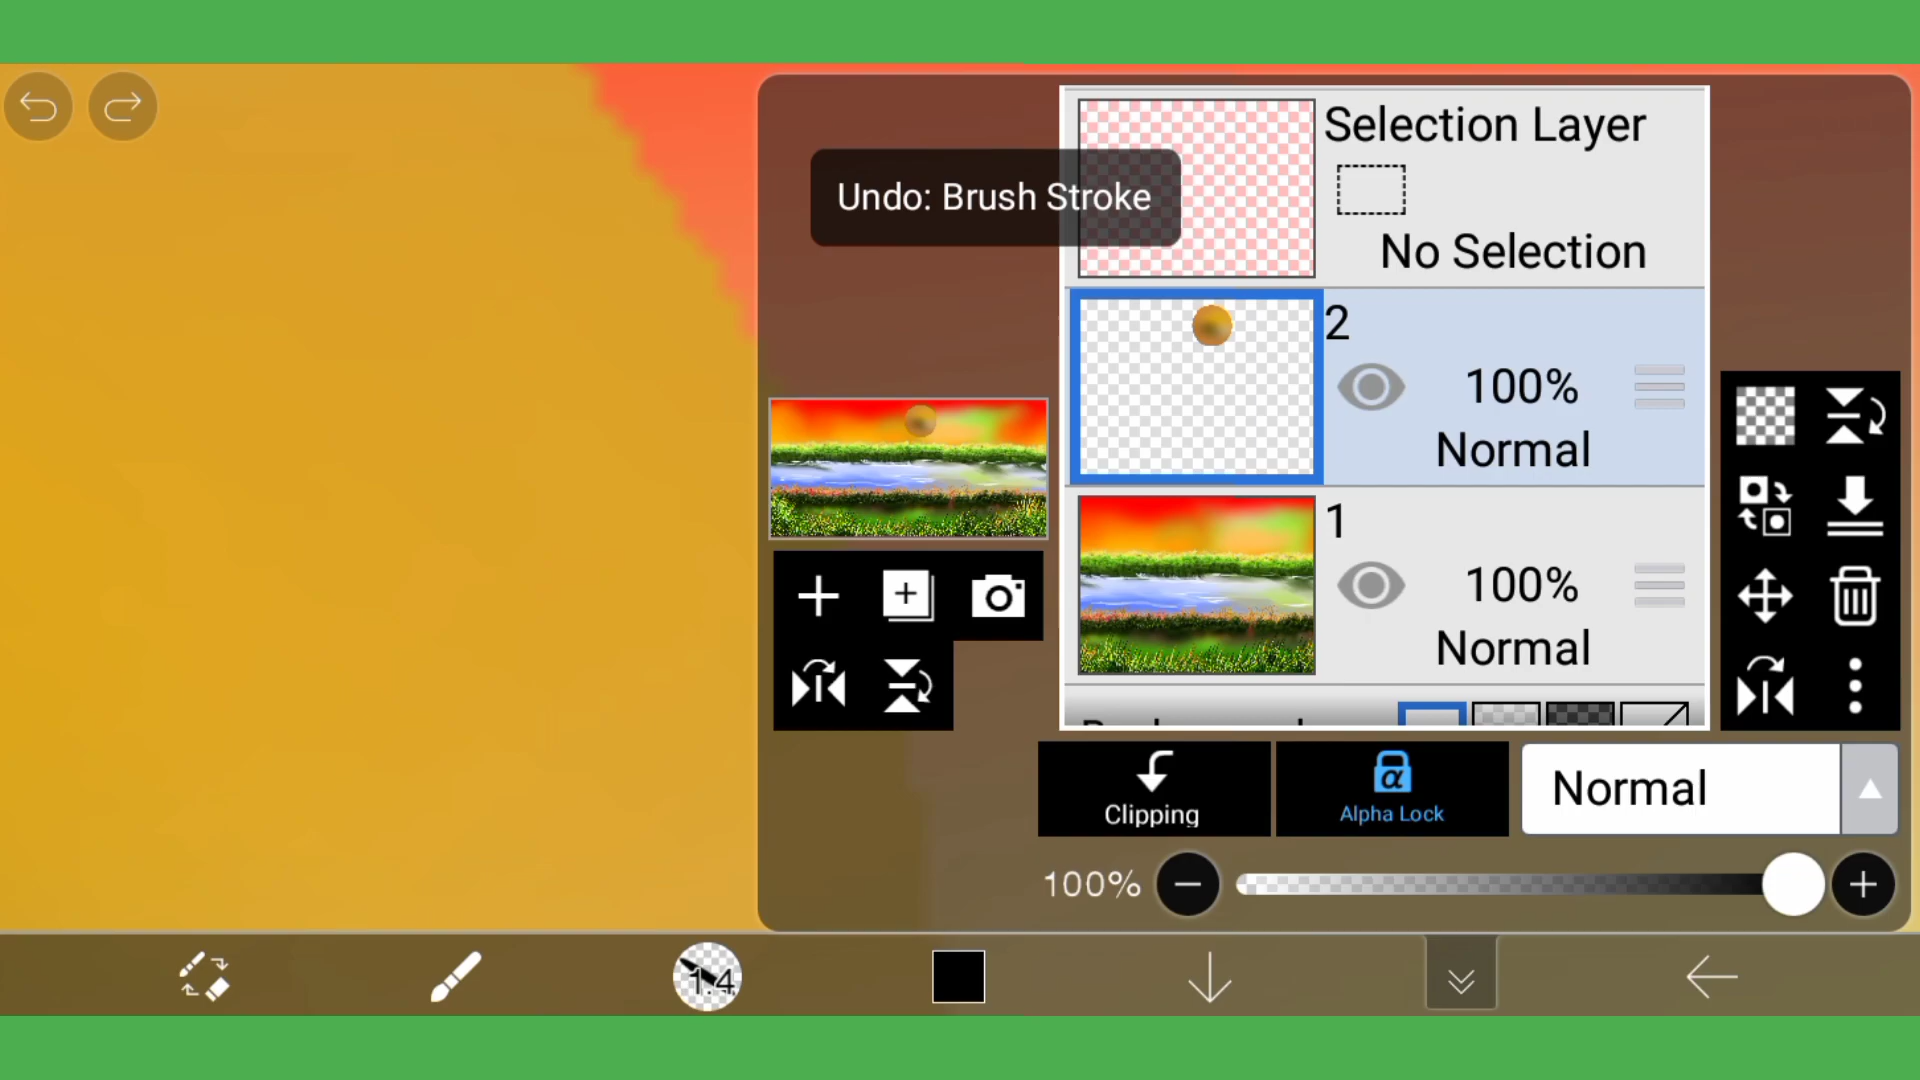 Selection Layer
Undo: Brush Stroke
No Selection
2
100%
Normal
1
100%
Normal
Clipping
α
Alpha Lock
Normal
100%
1.4